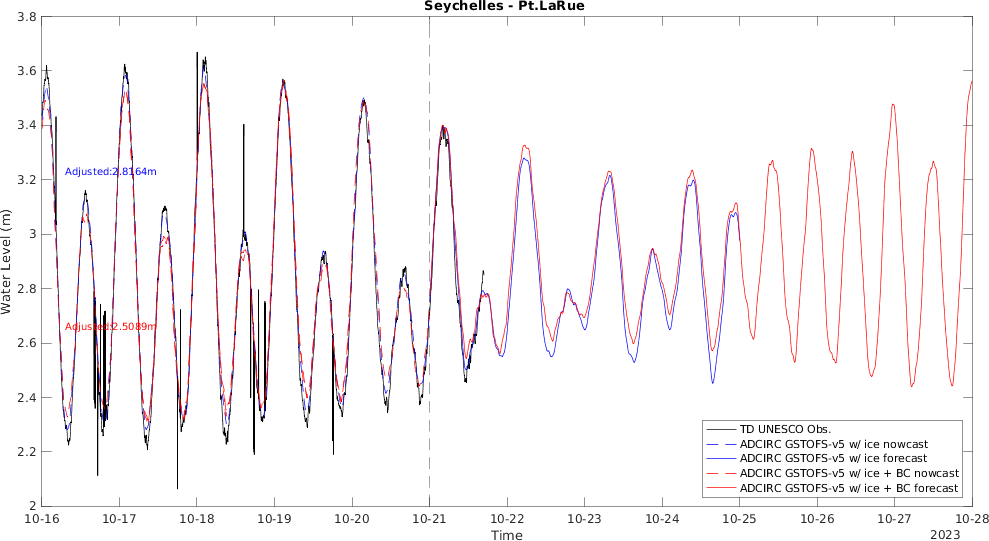 Seychelles - Pt.LaRue
3.8
3.6
3.4
3.2
3
2.8
2.6
2.4
2.2
2
Water Level (m)
Adjusted:2.8164m
Adjusted:2.5089m
TD UNESCO Obs.
ADCIRC GSTOFS-v5 w/ ice nowcast
ADCIRC GSTOFS-v5 w/ ice forecast
ADCIRC GSTOFS-v5 w/ ice + BC nowcast
ADCIRC GSTOFS-v5 w/ ice + BC forecast
10-16 10-17 10-18 10-19 10-20 10-21 10-22 10-23 10-24 10-25 10-26 10-27 10-28
Time
2023